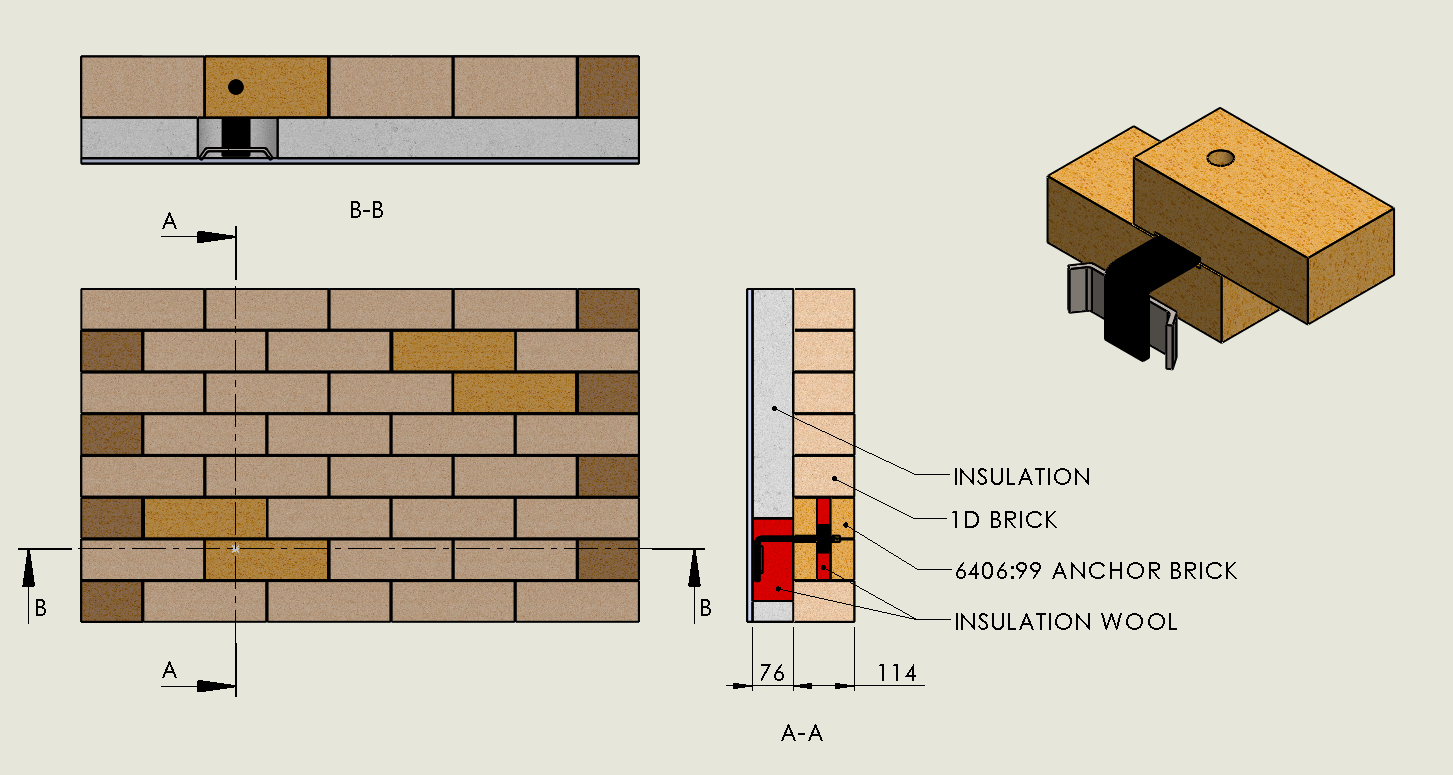 B-B
A
INSULATION
1D BRICK
6406:99 ANCHOR BRICK
B
B
INSULATION WOOL
A
76
114
A-A